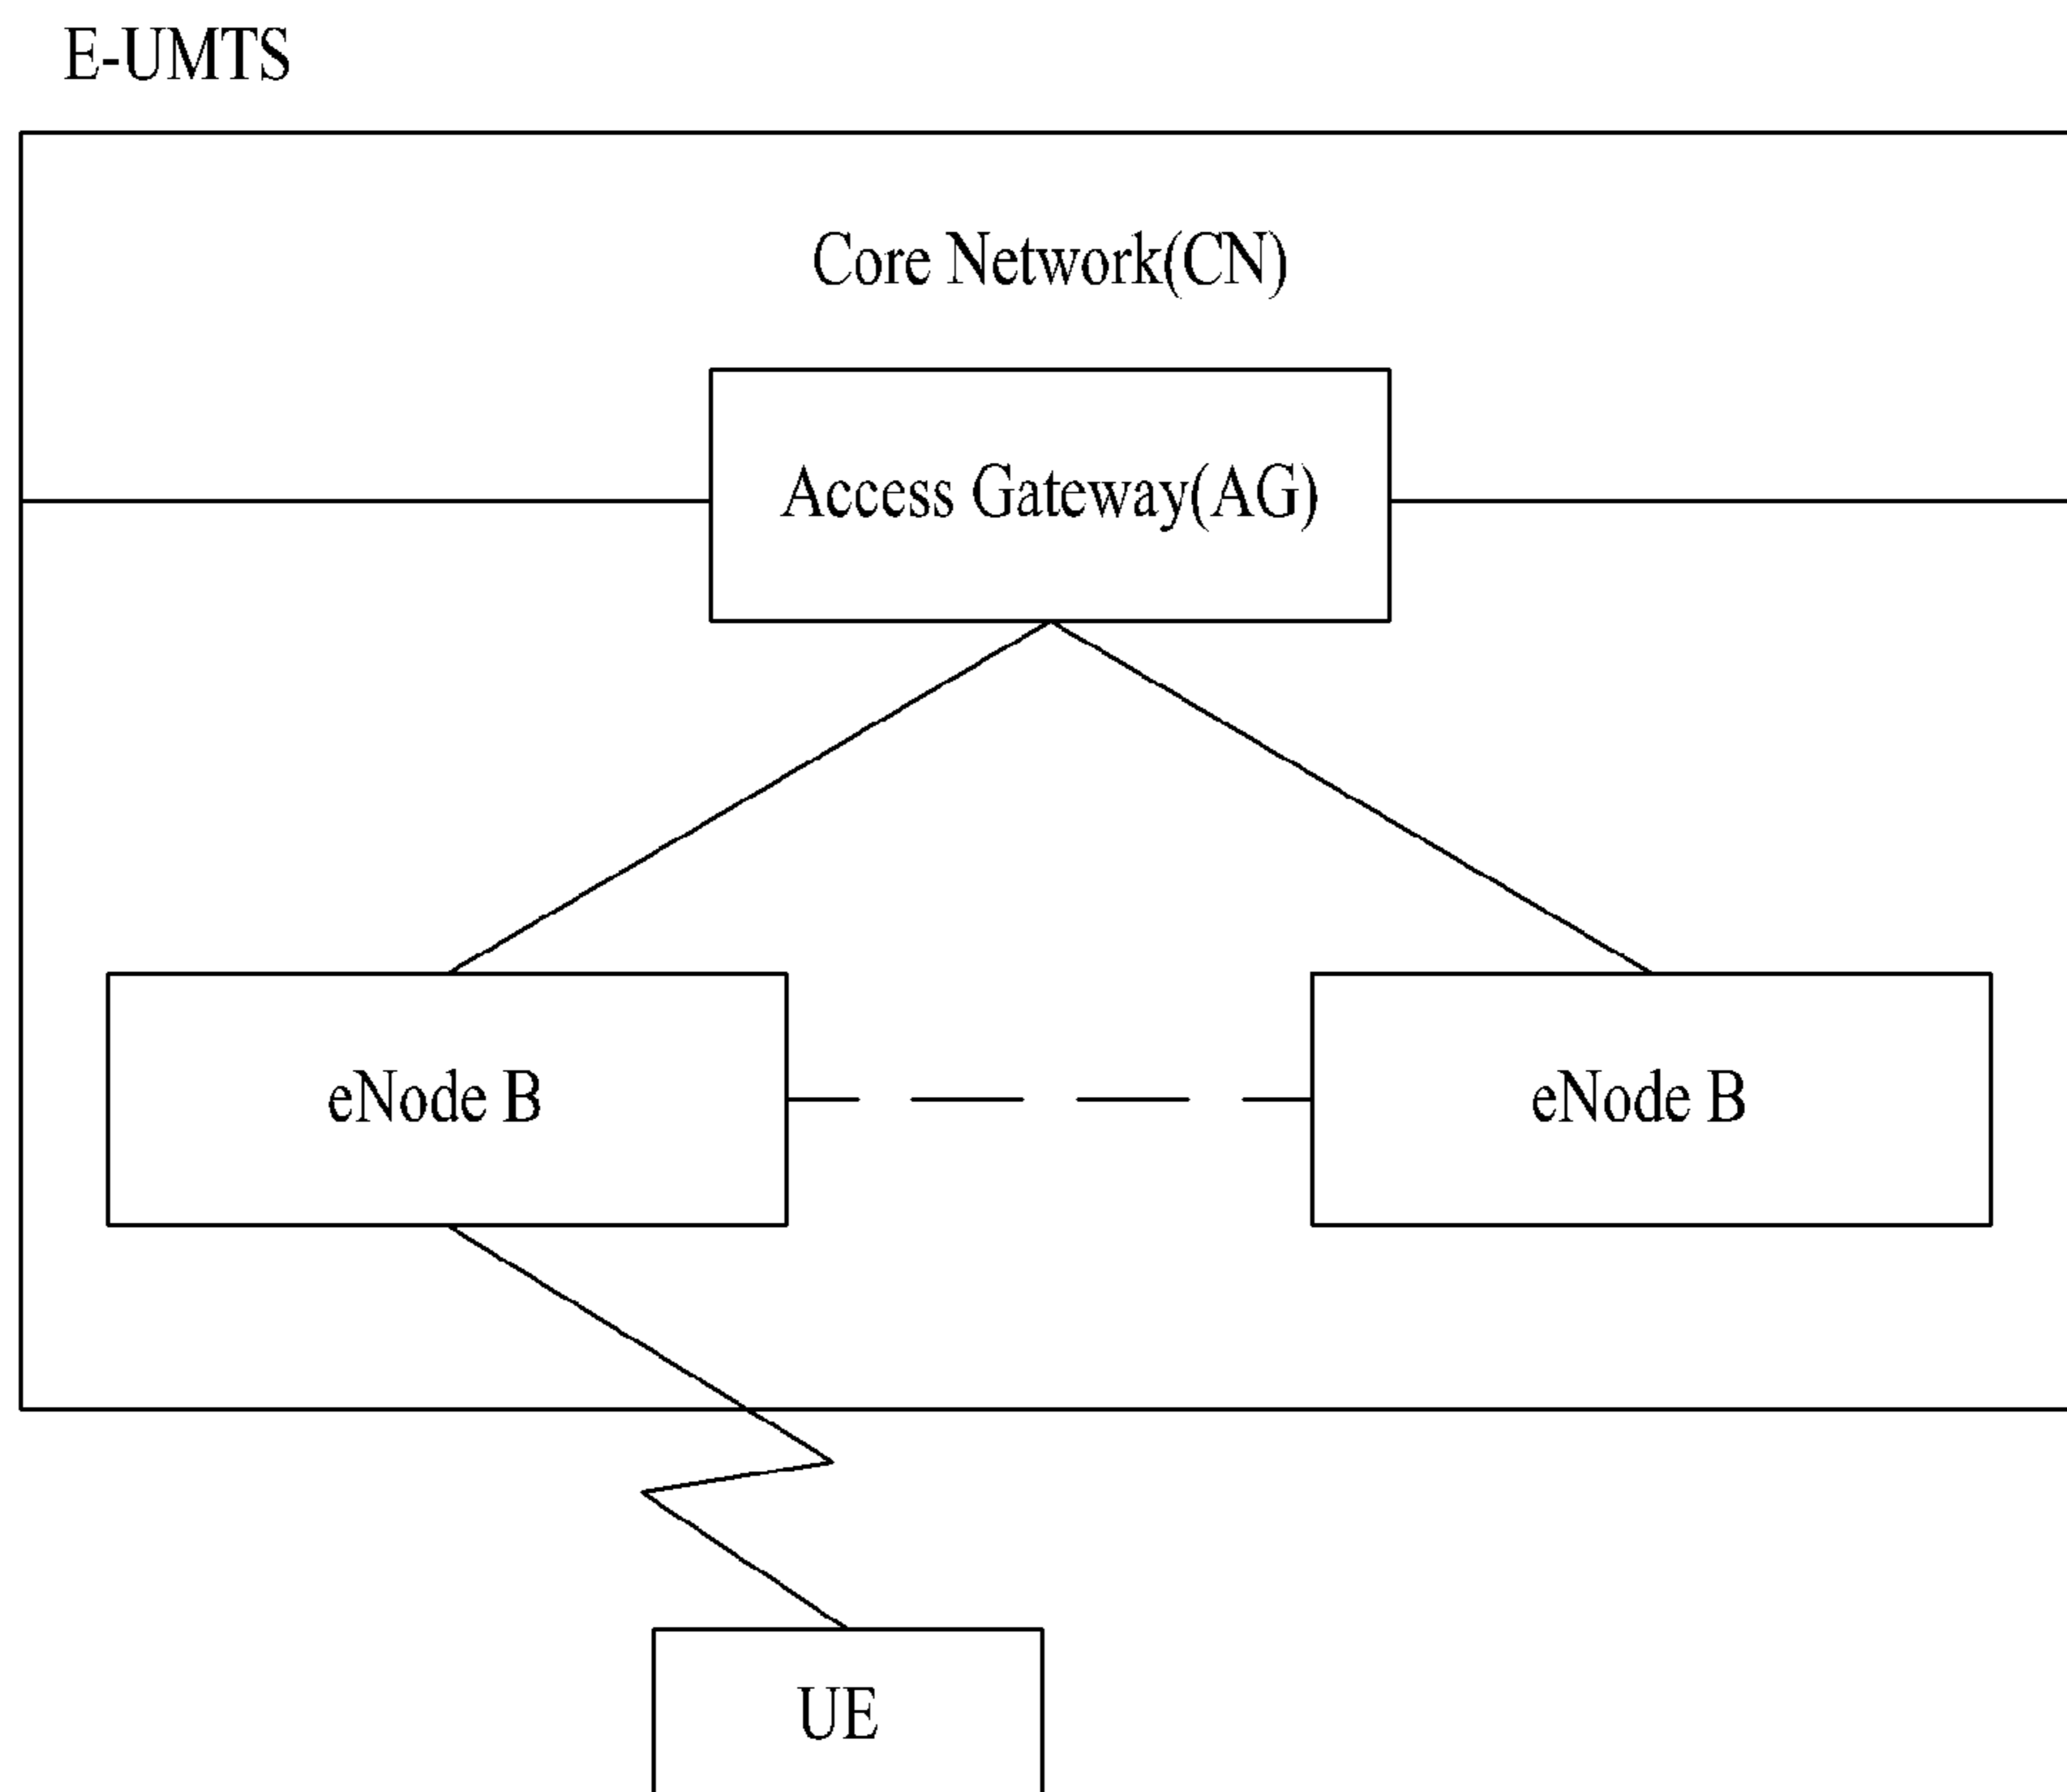 E-UMTS
Core Network(CN)
Access Gateway(AG)
eNode B
eNode B
UE